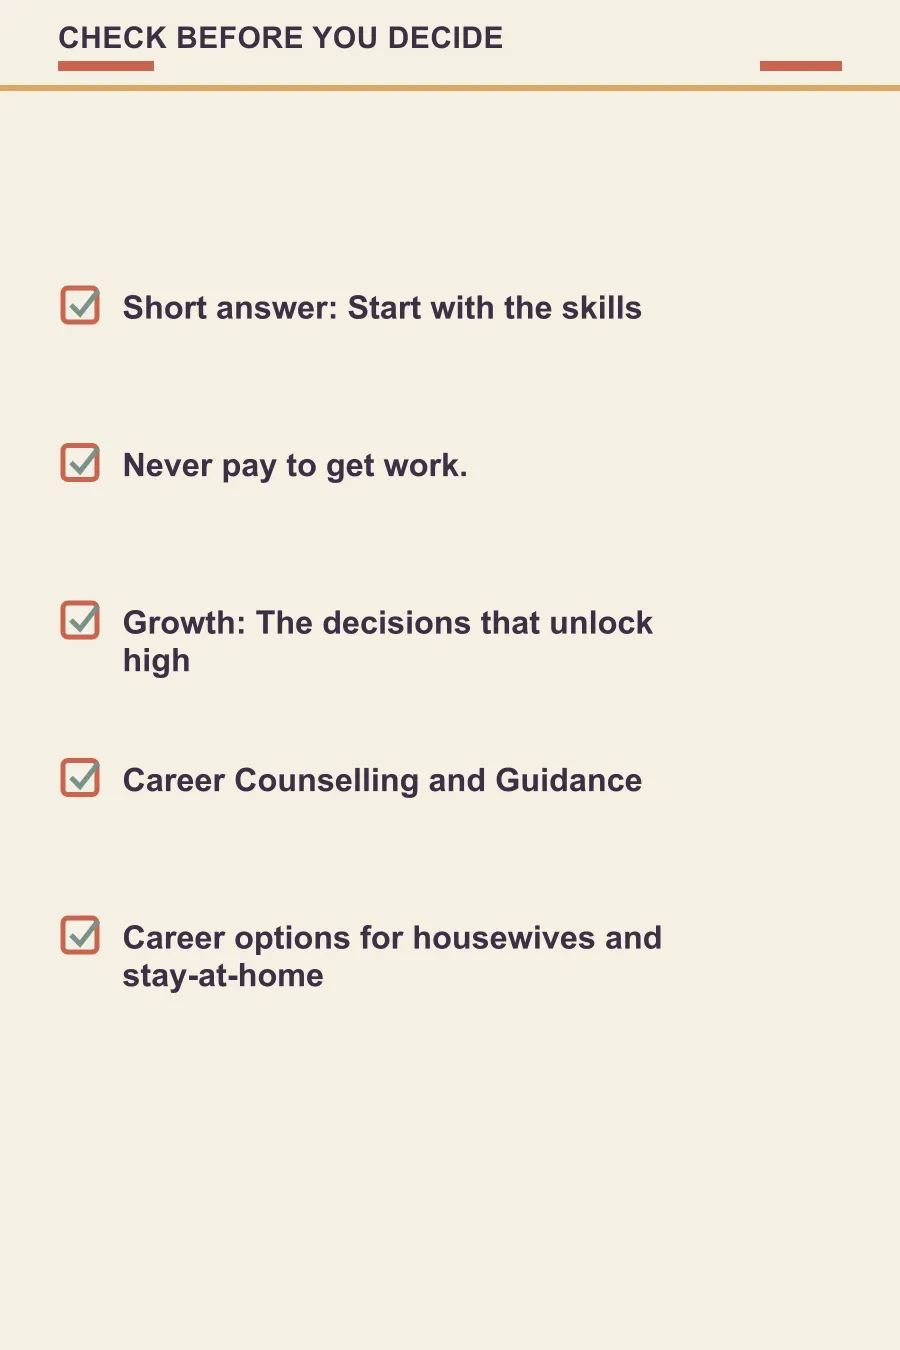 CHECK BEFORE YOU DECIDE
Short answer: Start with the skills
Never pay to get work.
Growth: The decisions that unlock
high
Career Counselling and Guidance
Career options for housewives and
stay-at-home